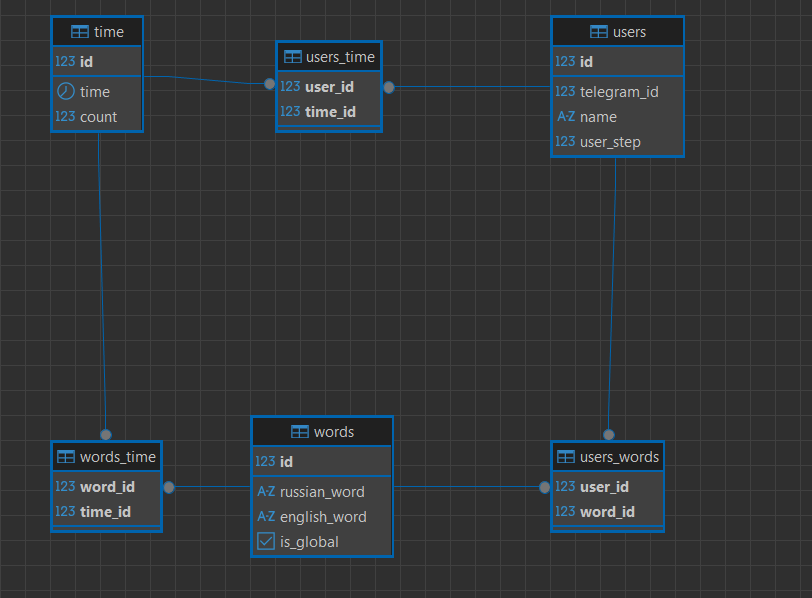 time
123 id
time
123 count
users_time
123 user_id
123 time_id
users
123 id
123 telegram_id
A-Z name
123 user_step
words_time
123 word_id
123 time_id
words
123 id
A-Z russian_word
A-Z english_word
is_global
users_words
123 user_id
123 word_id